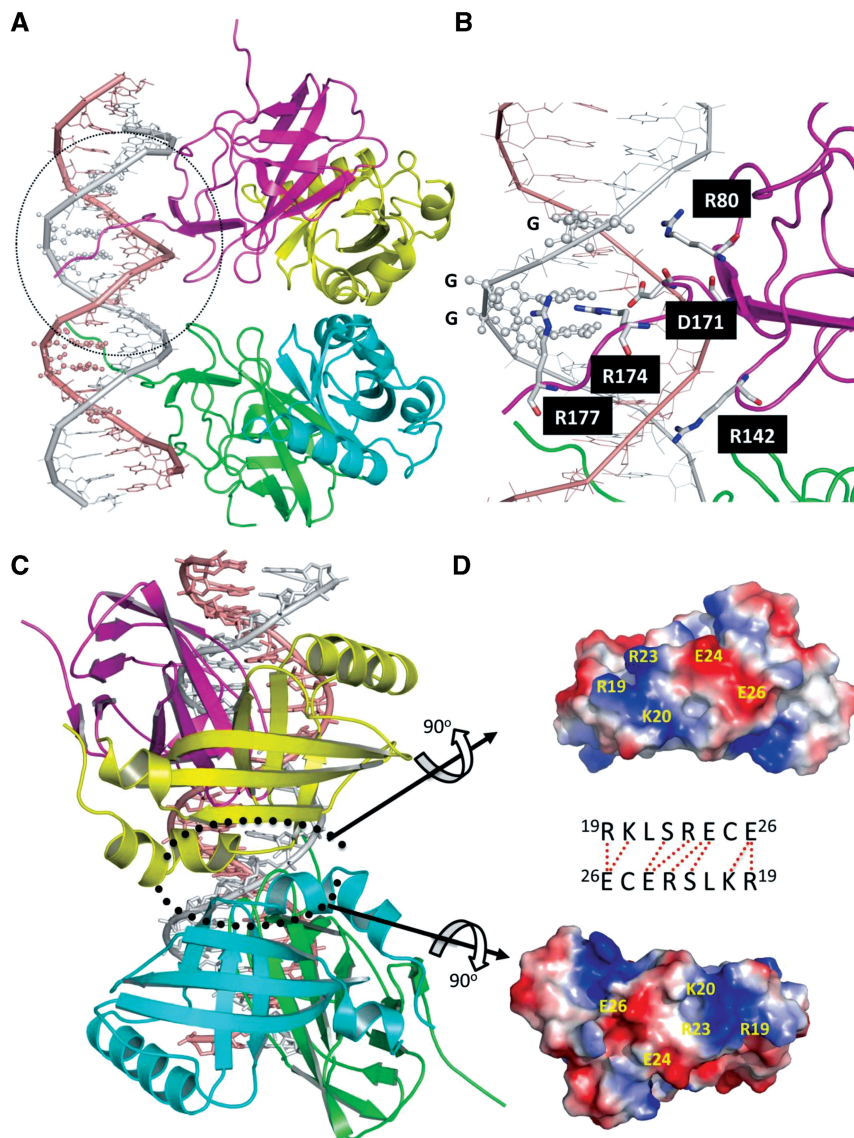 A
B
R80
G
G
G
D171
R174
R177
R142
C
D
90°
90°
R23 E24
R19 E26
K20
¹⁹R K L S R E C E²⁶
²⁶E C E R S L K R¹⁹
K20
E26
R23 R19
E24